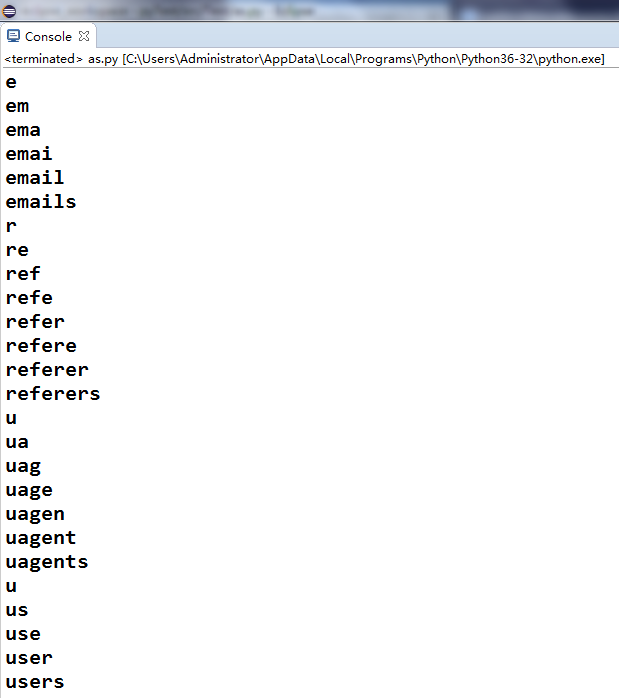 Console
<terminated> as.py [C:\Users\Administrator\AppData\Local\Programs\Python\Python36-32\python.exe]
e
em
ema
emai
email
emails
r
re
ref
refe
refer
refere
referer
referers
u
ua
uag
uage
uagen
uagent
uagents
u
us
use
user
users